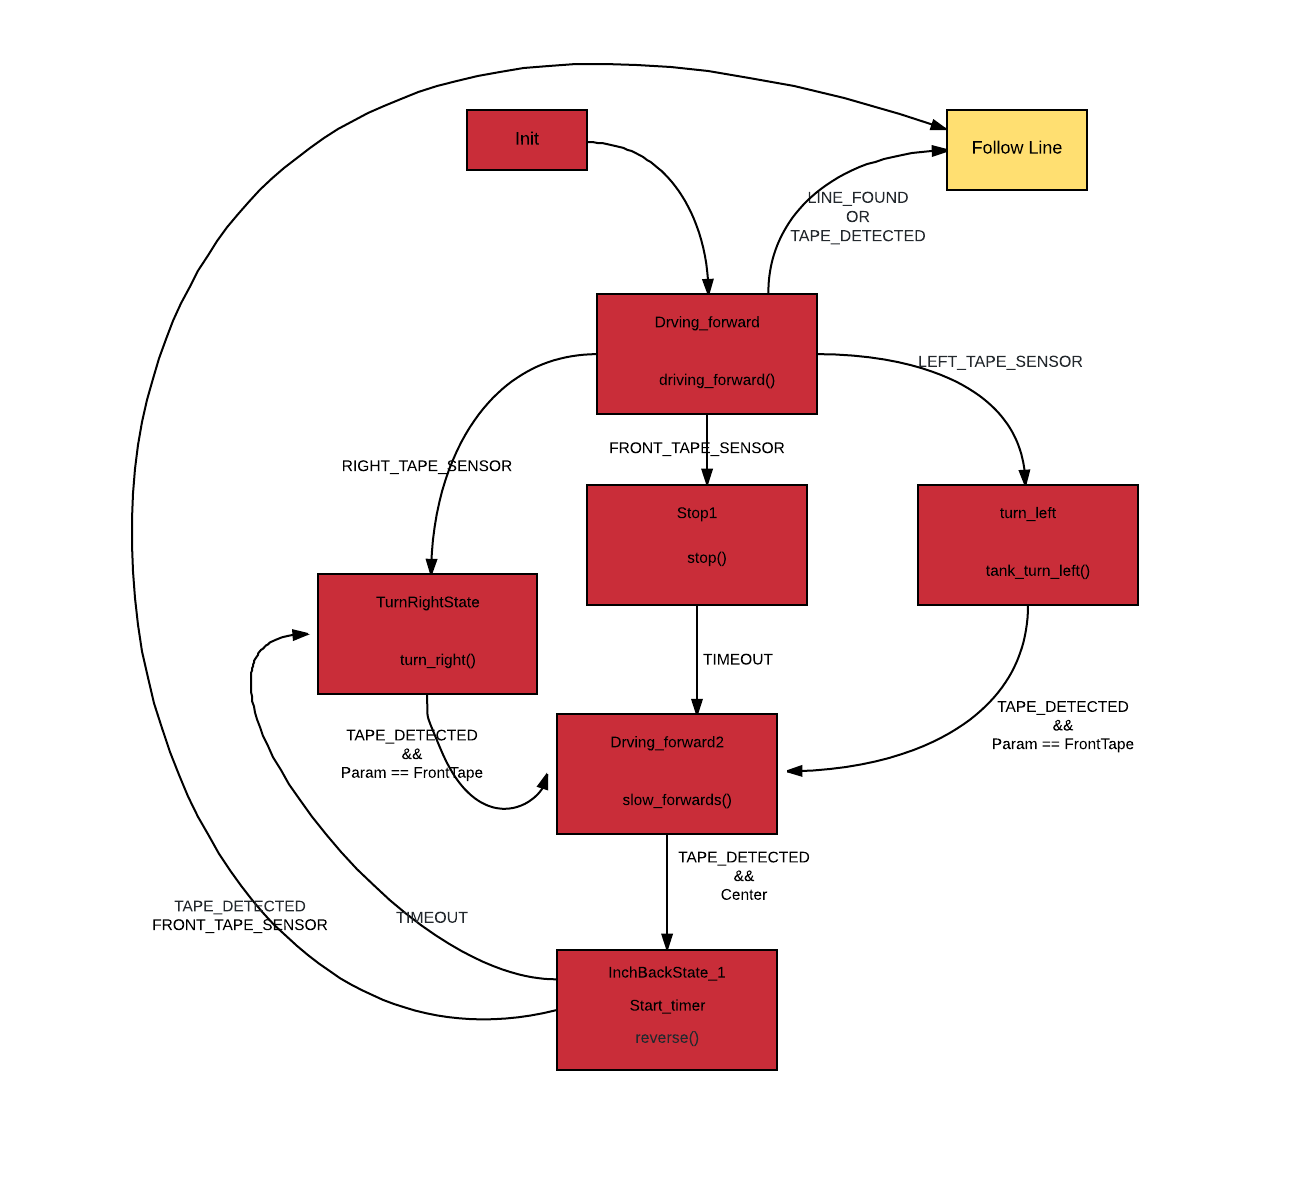 Init
Follow Line
LINE_FOUND
OR
TAPE_DETECTED
Drving_forward
driving_forward()
LEFT_TAPE_SENSOR
RIGHT_TAPE_SENSOR
FRONT_TAPE_SENSOR
Stop1
stop()
turn_left
tank_turn_left()
TurnRightState
turn_right()
TIMEOUT
TAPE_DETECTED
&&
Param == FrontTape
TAPE_DETECTED
&&
Param == FrontTape
Drving_forward2
slow_forwards()
TAPE_DETECTED
&&
Center
TAPE_DETECTED
FRONT_TAPE_SENSOR
TIMEOUT
InchBackState_1
Start_timer
reverse()